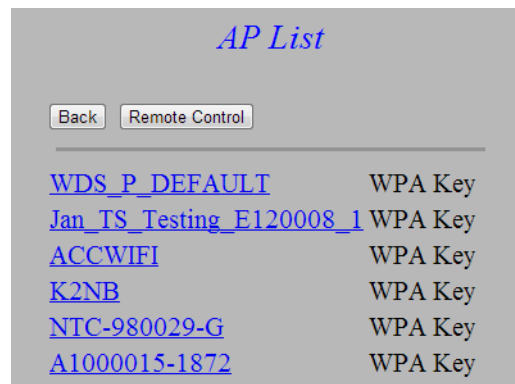 AP List
Back Remote Control
WDS_P_DEFAULT WPA Key
Jan_TS_Testing_E120008_1 WPA Key
ACCWIFI WPA Key
K2NB WPA Key
NTC-980029-G WPA Key
A1000015-1872 WPA Key